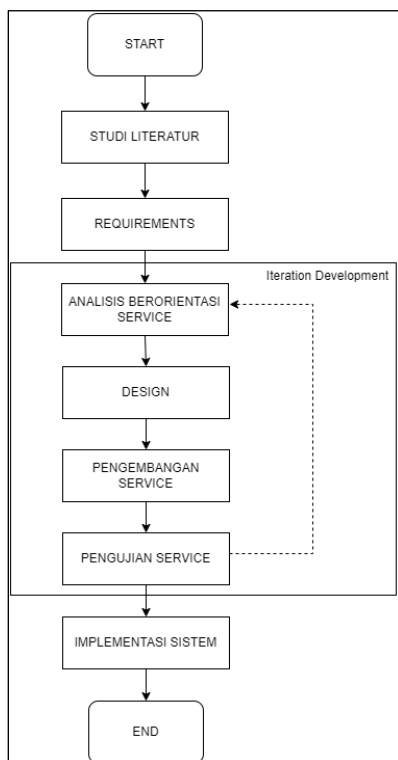 START
STUDI LITERATUR
REQUIREMENTS
Iteration Development
ANALISIS BERORIENTASI
SERVICE
DESIGN
PENGEMBANGAN
SERVICE
PENGUJIAN SERVICE
IMPLEMENTASI SISTEM
END